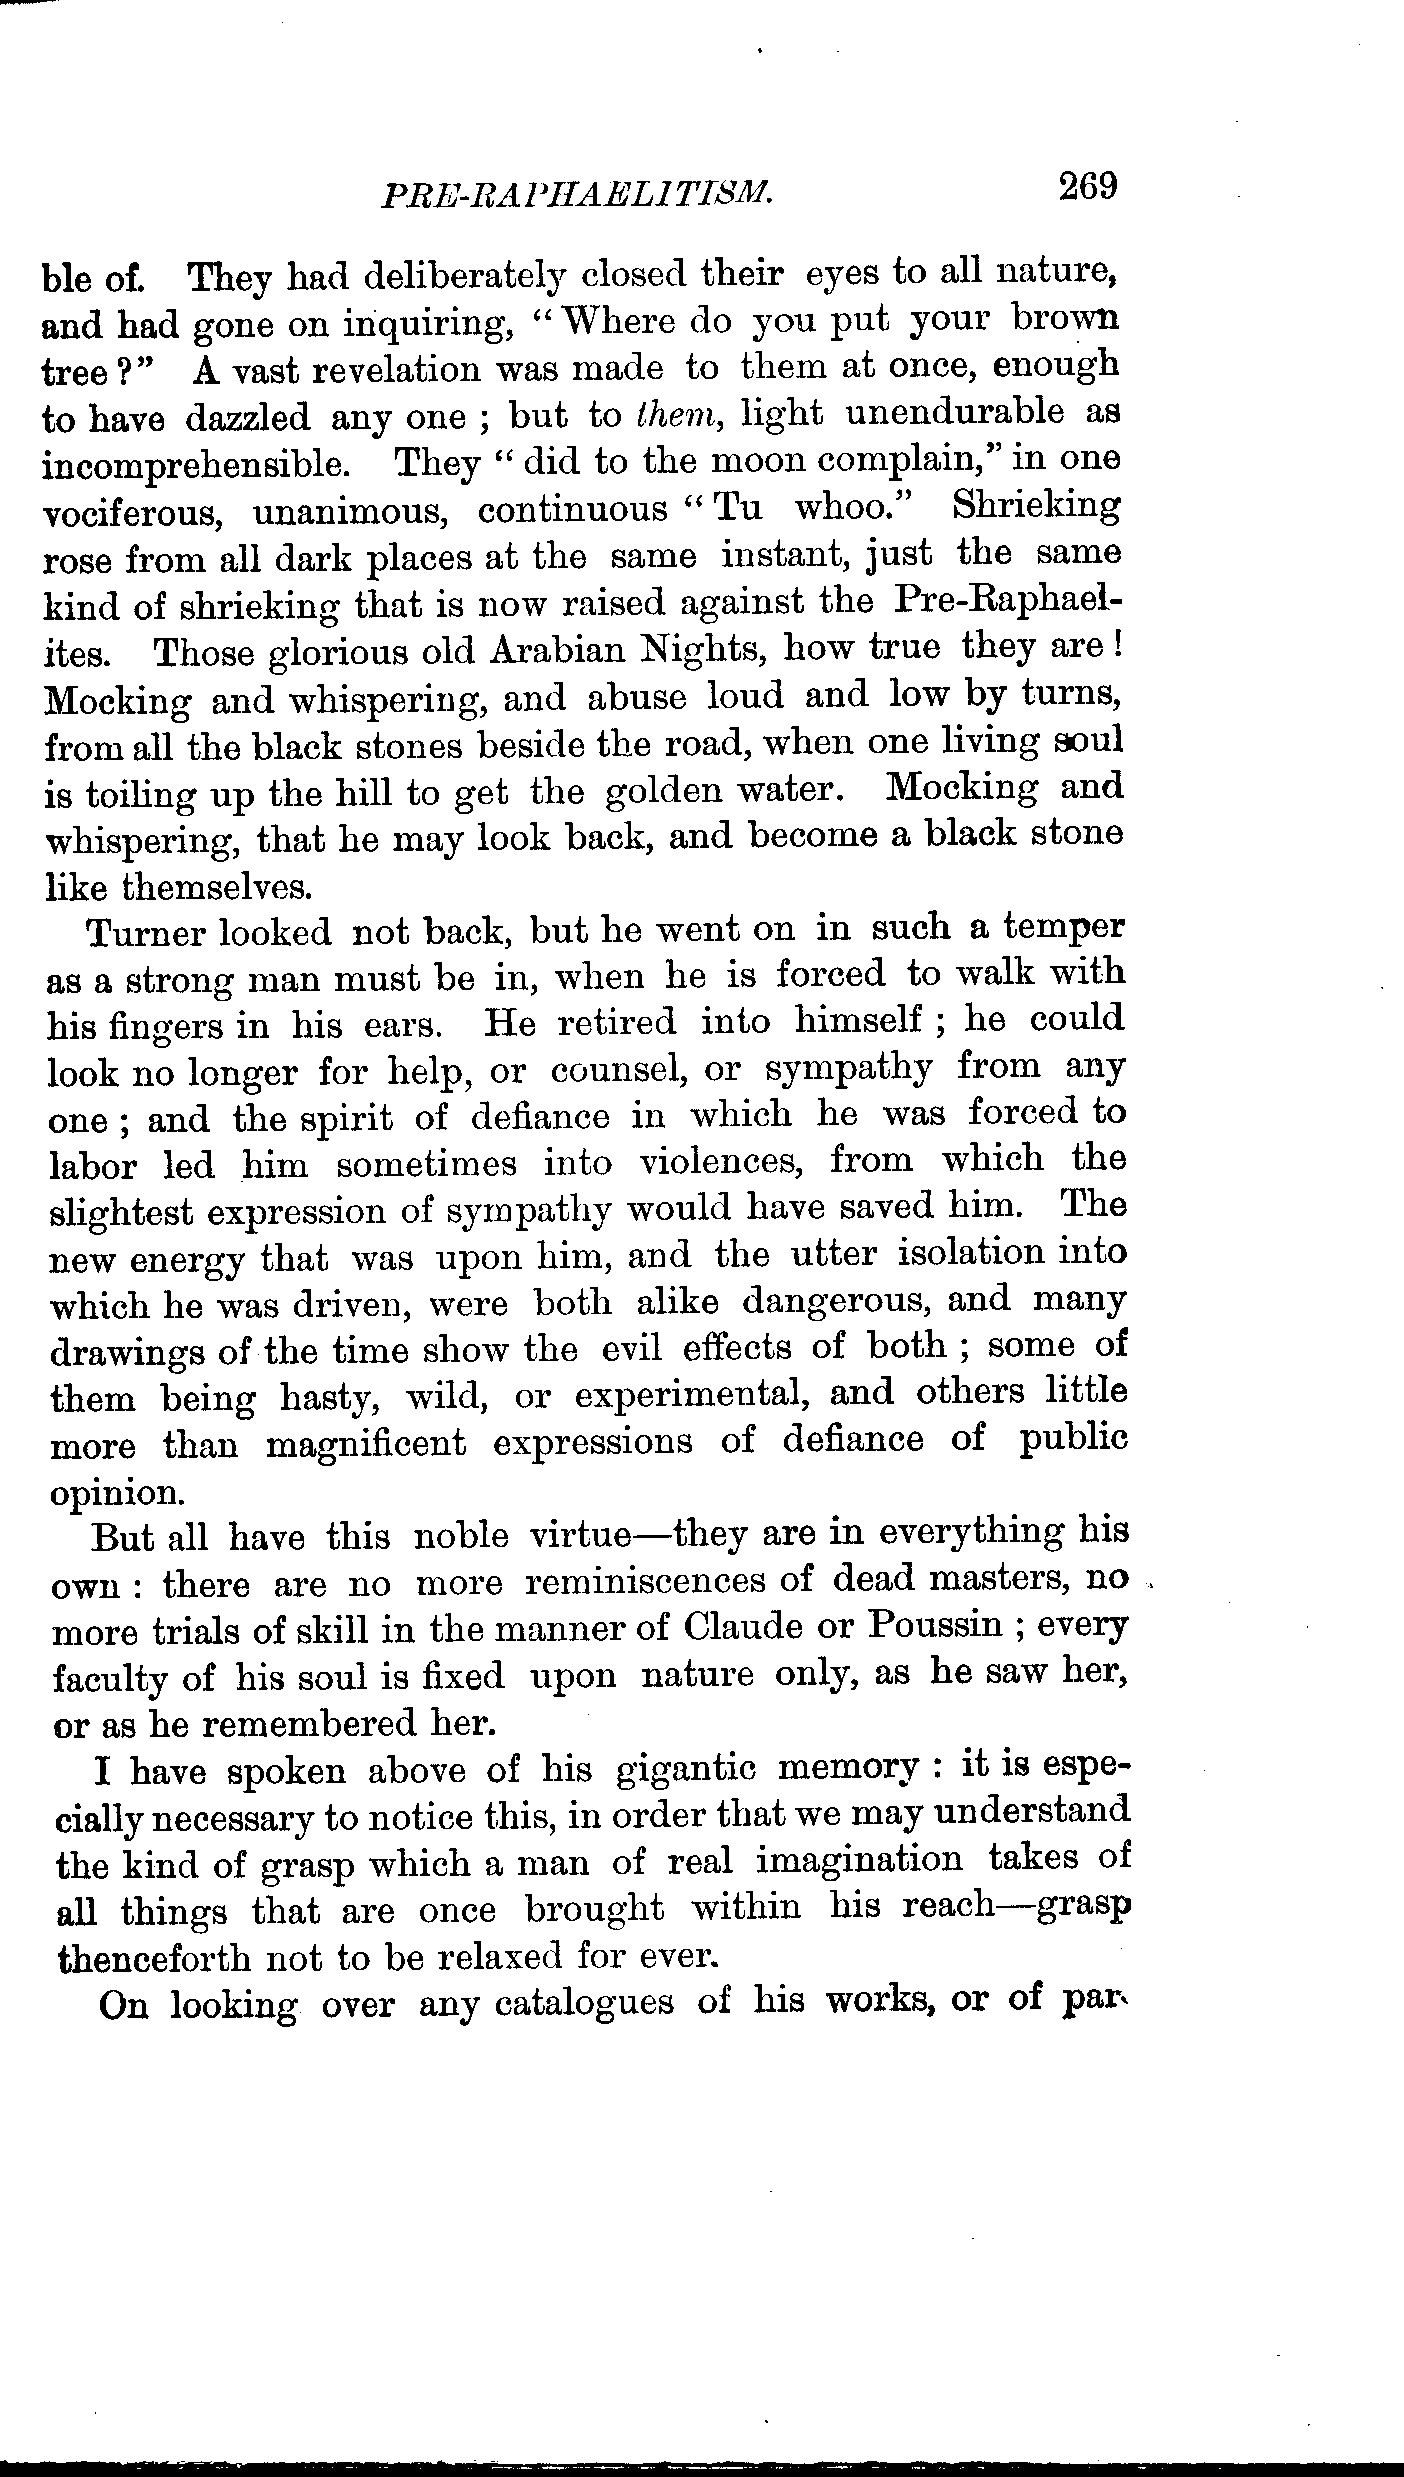 PRE-RAPHAELITISM. 269
ble of. They had deliberately closed their eyes to all nature,
and had gone on inquiring, “Where do you put your brown
tree?” A vast revelation was made to them at once, enough
to have dazzled any one ; but to them, light unendurable as
incomprehensible. They “did to the moon complain,” in one
vociferous, unanimous, continuous “Tu whoo.” Shrieking
rose from all dark places at the same instant, just the same
kind of shrieking that is now raised against the Pre-Raphael-
ites. Those glorious old Arabian Nights, how true they are !
Mocking and whispering, and abuse loud and low by turns,
from all the black stones beside the road, when one living soul
is toiling up the hill to get the golden water. Mocking and
whispering, that he may look back, and become a black stone
like themselves.
Turner looked not back, but he went on in such a temper
as a strong man must be in, when he is forced to walk with
his fingers in his ears. He retired into himself ; he could
look no longer for help, or counsel, or sympathy from any
one ; and the spirit of defiance in which he was forced to
labor led him sometimes into violences, from which the
slightest expression of sympathy would have saved him. The
new energy that was upon him, and the utter isolation into
which he was driven, were both alike dangerous, and many
drawings of the time show the evil effects of both ; some of
them being hasty, wild, or experimental, and others little
more than magnificent expressions of defiance of public
opinion.
But all have this noble virtue—they are in everything his
own : there are no more reminiscences of dead masters, no
more trials of skill in the manner of Claude or Poussin ; every
faculty of his soul is fixed upon nature only, as he saw her,
or as he remembered her.
I have spoken above of his gigantic memory : it is espe-
cially necessary to notice this, in order that we may understand
the kind of grasp which a man of real imagination takes of
all things that are once brought within his reach—grasp
thenceforth not to be relaxed for ever.
On looking over any catalogues of his works, or of par-